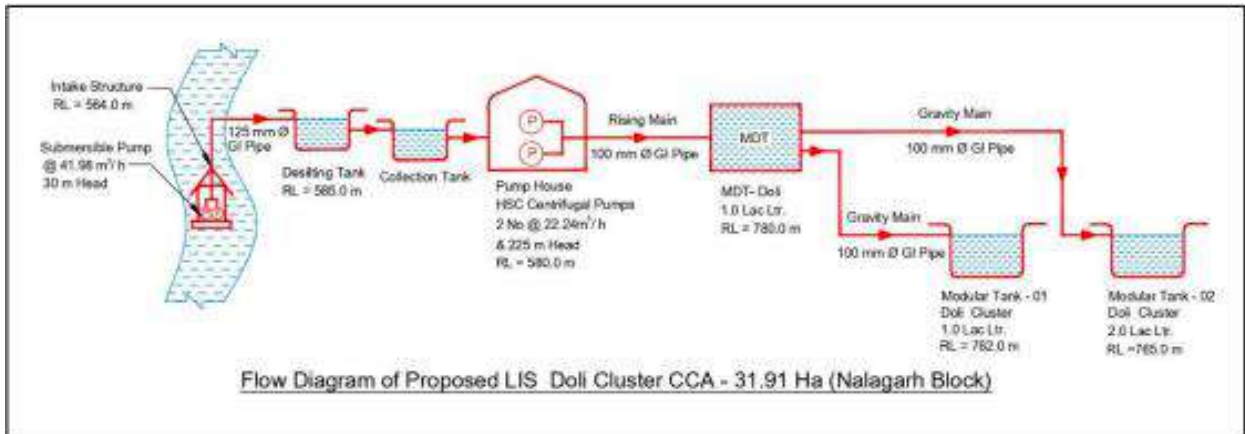 Intake Structure
RL = 564.0 m
Submersible Pump
@ 41.98 m³/h
30 m Head
125 mm Ø
GI Pipe
Desilting Tank
RL = 585.0 m
Collection Tank
P
P
Pump House
HSC Centrifugal Pumps
2 No @ 22.24m³/h
& 225 m Head
RL = 580.0 m
Rising Main
100 mm Ø GI Pipe
MDT
MDT- Doli
1.0 Lac Ltr.
RL = 780.0 m
Gravity Main
100 mm Ø GI Pipe
Gravity Main
100 mm Ø GI Pipe
Modular Tank - 01
Doli Cluster
1.0 Lac Ltr.
RL = 762.0 m
Modular Tank - 02
Doli Cluster
2.0 Lac Ltr.
RL =765.0 m
Flow Diagram of Proposed LIS Doli Cluster CCA - 31.91 Ha (Nalagarh Block)